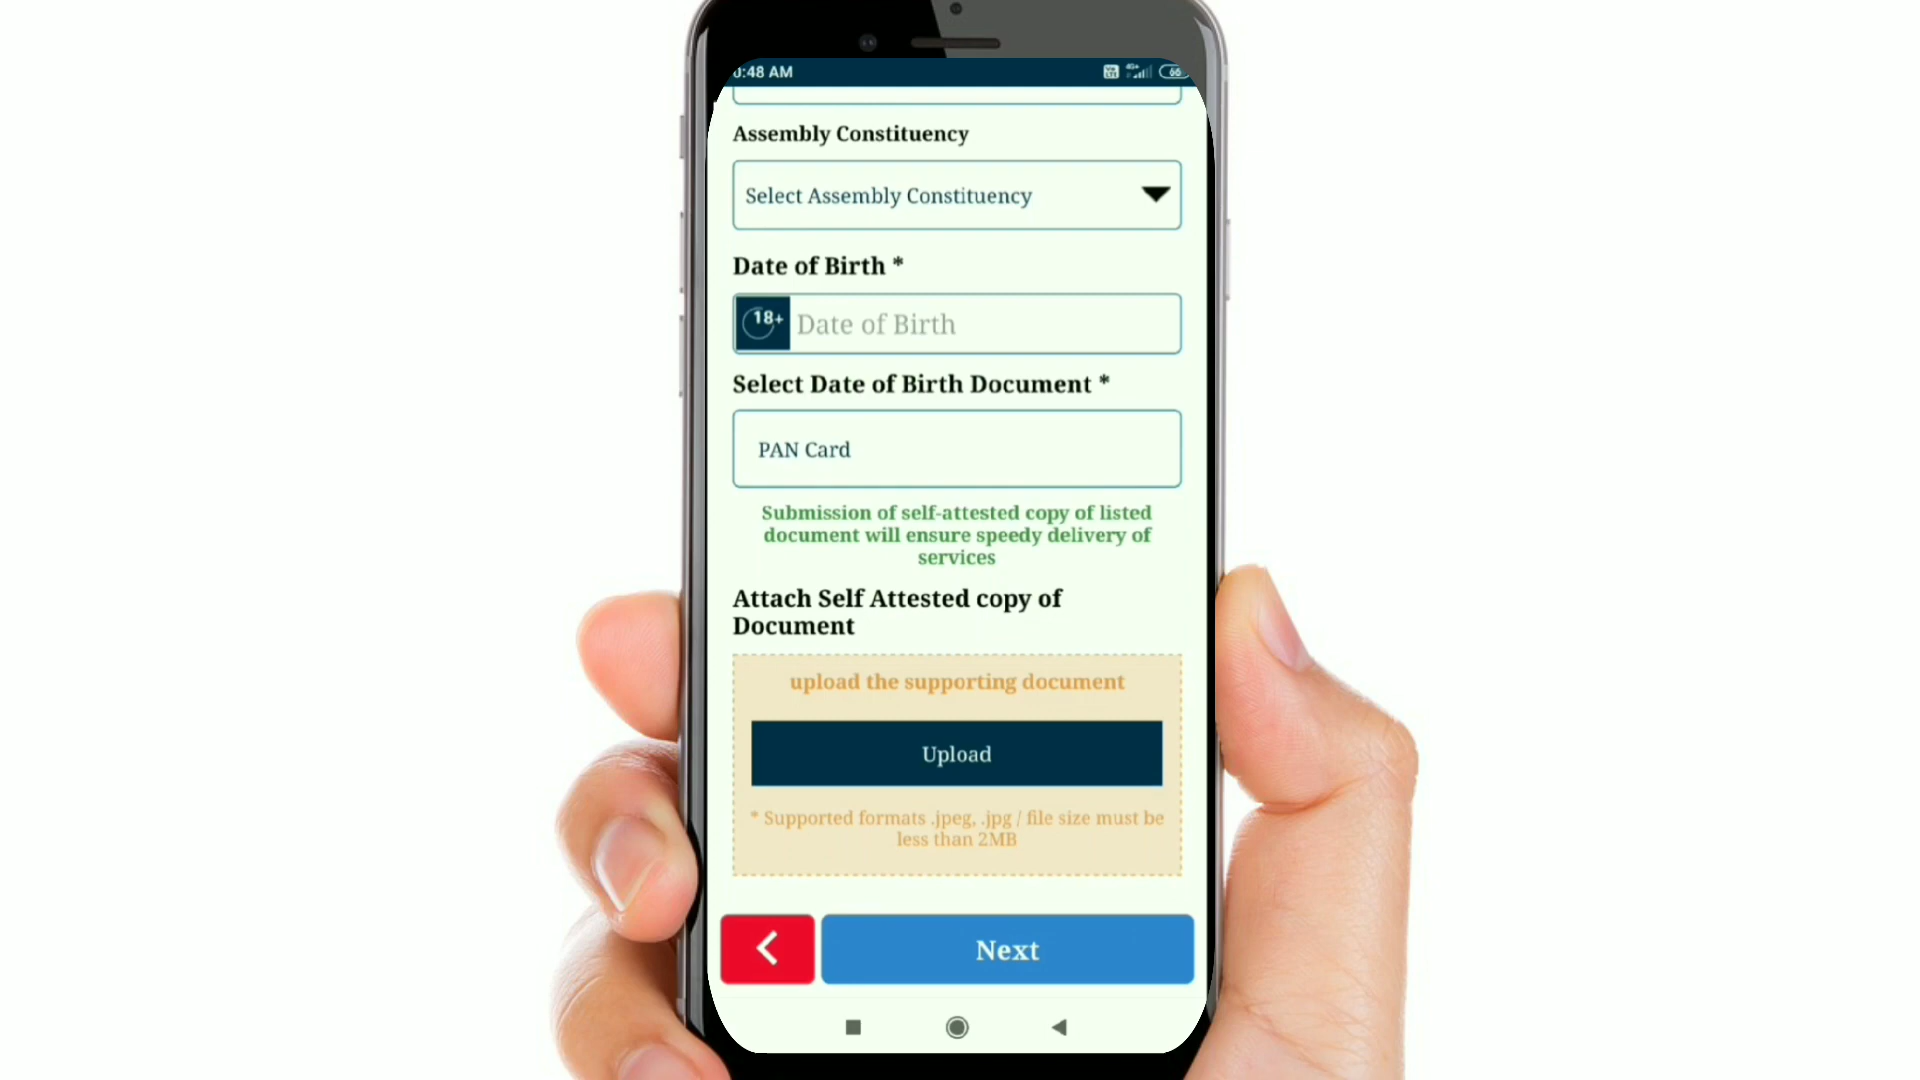 :48 AM
66
Assembly Constituency
Select Assembly Constituency
Date of Birth *
18+ Date of Birth
Select Date of Birth Document *
PAN Card
Submission of self-attested copy of listed
document will ensure speedy delivery of
services
Attach Self Attested copy of
Document
upload the supporting document
Upload
* Supported formats .jpeg, .jpg / file size must be
less than 2MB
Next